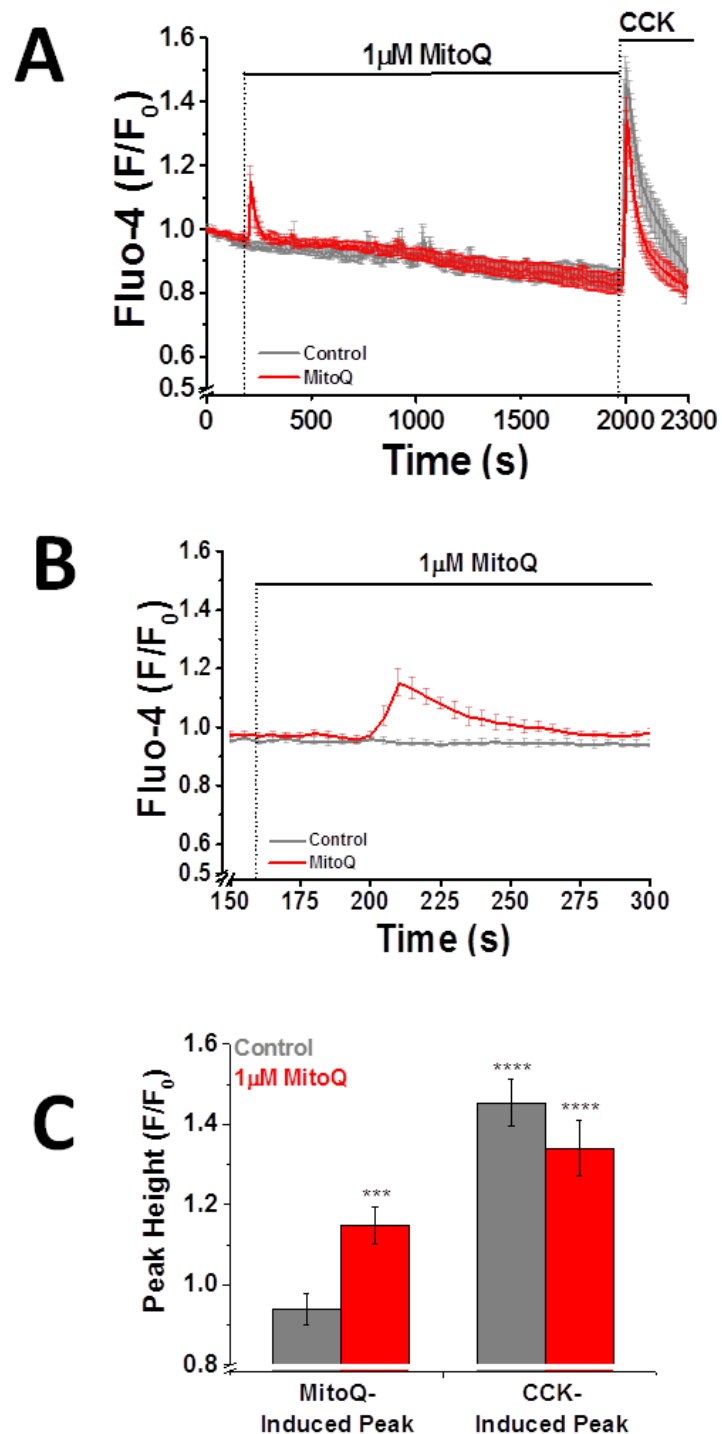 A
CCK
1μM MitoQ
1.6
1.4
1.2
1.0
0.8
0.6
0.5
Fluo-4 (F/F0)
Control
MitoQ
0 500 1000 1500 2000 2300
Time (s)
B
1μM MitoQ
1.6
1.4
1.2
1.0
0.8
0.6
0.5
Fluo-4 (F/F0)
Control
MitoQ
150 175 200 225 250 275 300
Time (s)
C
Control
1μM MitoQ
1.6
1.4
1.2
1.0
0.8
Peak Height (F/F0)
***
****
****
MitoQ-
Induced Peak
CCK-
Induced Peak